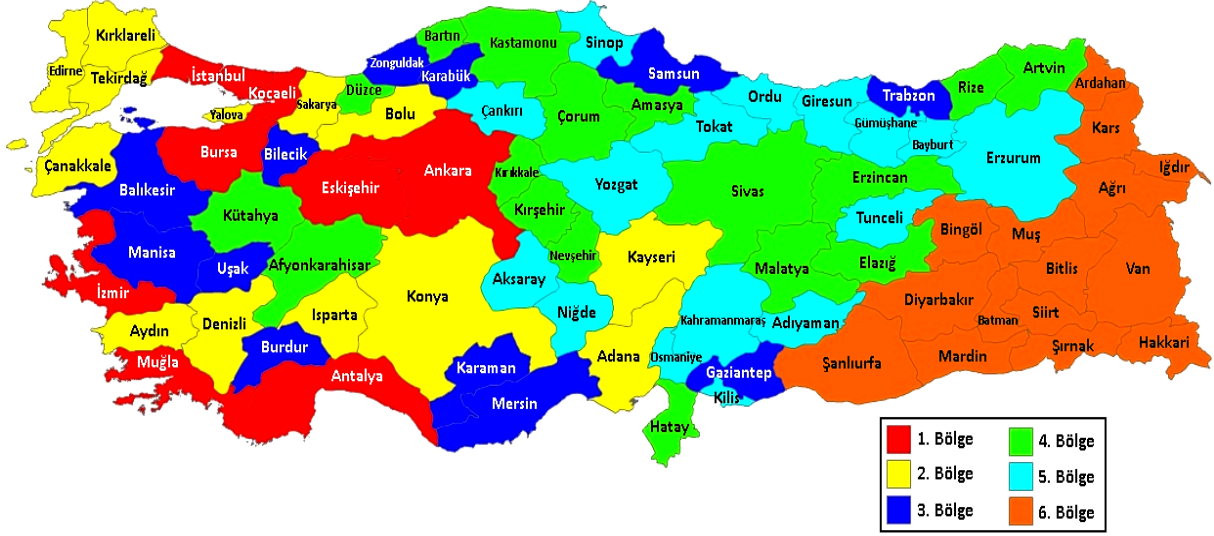 Kırklareli
Edirne
Tekirdağ
İstanbul
Kocaeli
Yalova
Sakarya
Düzce
Bolu
Zonguldak
Bartın
Karabük
Kastamonu
Sinop
Çankırı
Samsun
Amasya
Çorum
Tokat
Ordu
Giresun
Gümüşhane
Trabzon
Bayburt
Rize
Artvin
Ardahan
Kars
Iğdır
Ağrı
Erzurum
Erzincan
Çanakkale
Balıkesir
Bursa
Bilecik
Eskişehir
Ankara
Kırıkkale
Kırşehir
Yozgat
Sivas
Tunceli
Bingöl
Muş
Bitlis
Van
Kütahya
Manisa
Uşak
Afyonkarahisar
İzmir
Konya
Aksaray
Nevşehir
Kayseri
Malatya
Elazığ
Diyarbakır
Batman
Siirt
Şırnak
Hakkari
Aydın
Denizli
Isparta
Burdur
Muğla
Antalya
Karaman
Mersin
Niğde
Adana
Kahramanmaraş
Adıyaman
Osmaniye
Gaziantep
Kilis
Hatay
Şanlıurfa
Mardin
1. Bölge
2. Bölge
3. Bölge
4. Bölge
5. Bölge
6. Bölge